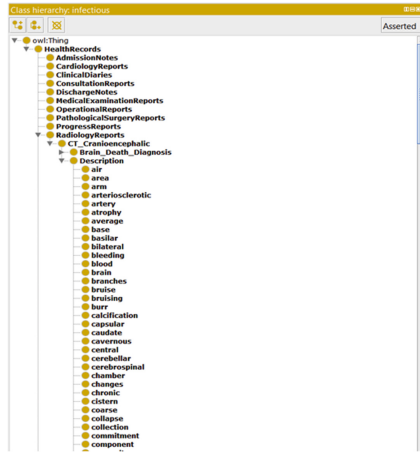 Class hierarchy: infectious
Asserted
owl:Thing
HealthRecords
AdmissionNotes
CardiologyReports
ClinicalDiaries
ConsultationReports
DischargeNotes
MedicalExaminationReports
OperationalReports
PathologicalSurgeryReports
ProgressReports
RadiologyReports
CT_Cranioencephalic
Brain_Death_Diagnosis
Description
air
area
arm
arteriosclerotic
artery
atrophy
average
base
basilar
bilateral
bleeding
blood
brain
branches
bruise
bruising
burr
calcification
capsular
caudate
cavernous
central
cerebellar
cerebrospinal
chamber
changes
chronic
cistern
coarse
collapse
collection
commitment
component